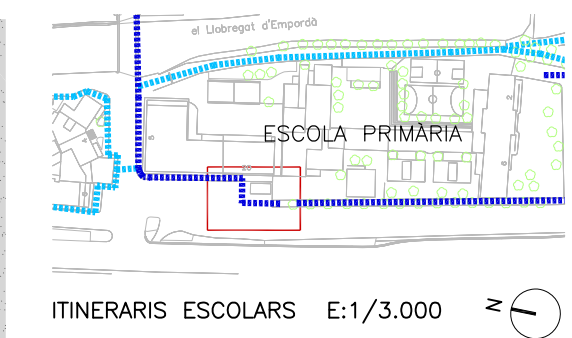 el Llobregat d'Empordà
ESCOLA PRIMÀRIA
ITINERARIS ESCOLARS E:1/3.000
N